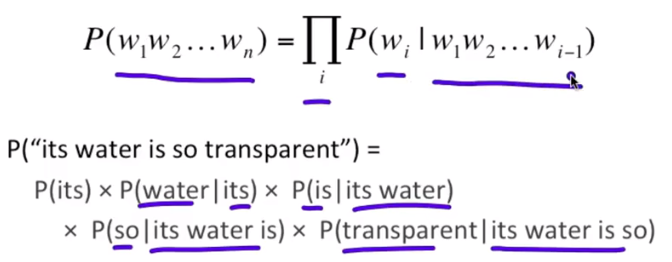 P(w₁w₂…wₙ) = ∏ᵢ P(wᵢ | w₁w₂…wᵢ₋₁)
P(“its water is so transparent”) =
P(its) × P(water|its) × P(is|its water)
× P(so|its water is) × P(transparent|its water is so)